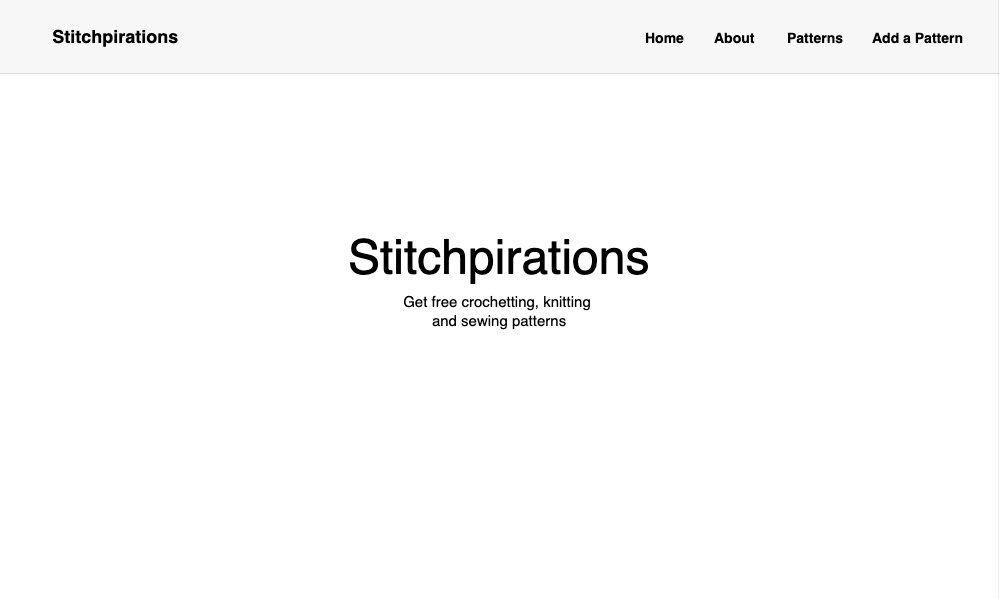 Stitchpirations
Home About Patterns Add a Pattern
Stitchpirations
Get free crochetting, knitting
and sewing patterns